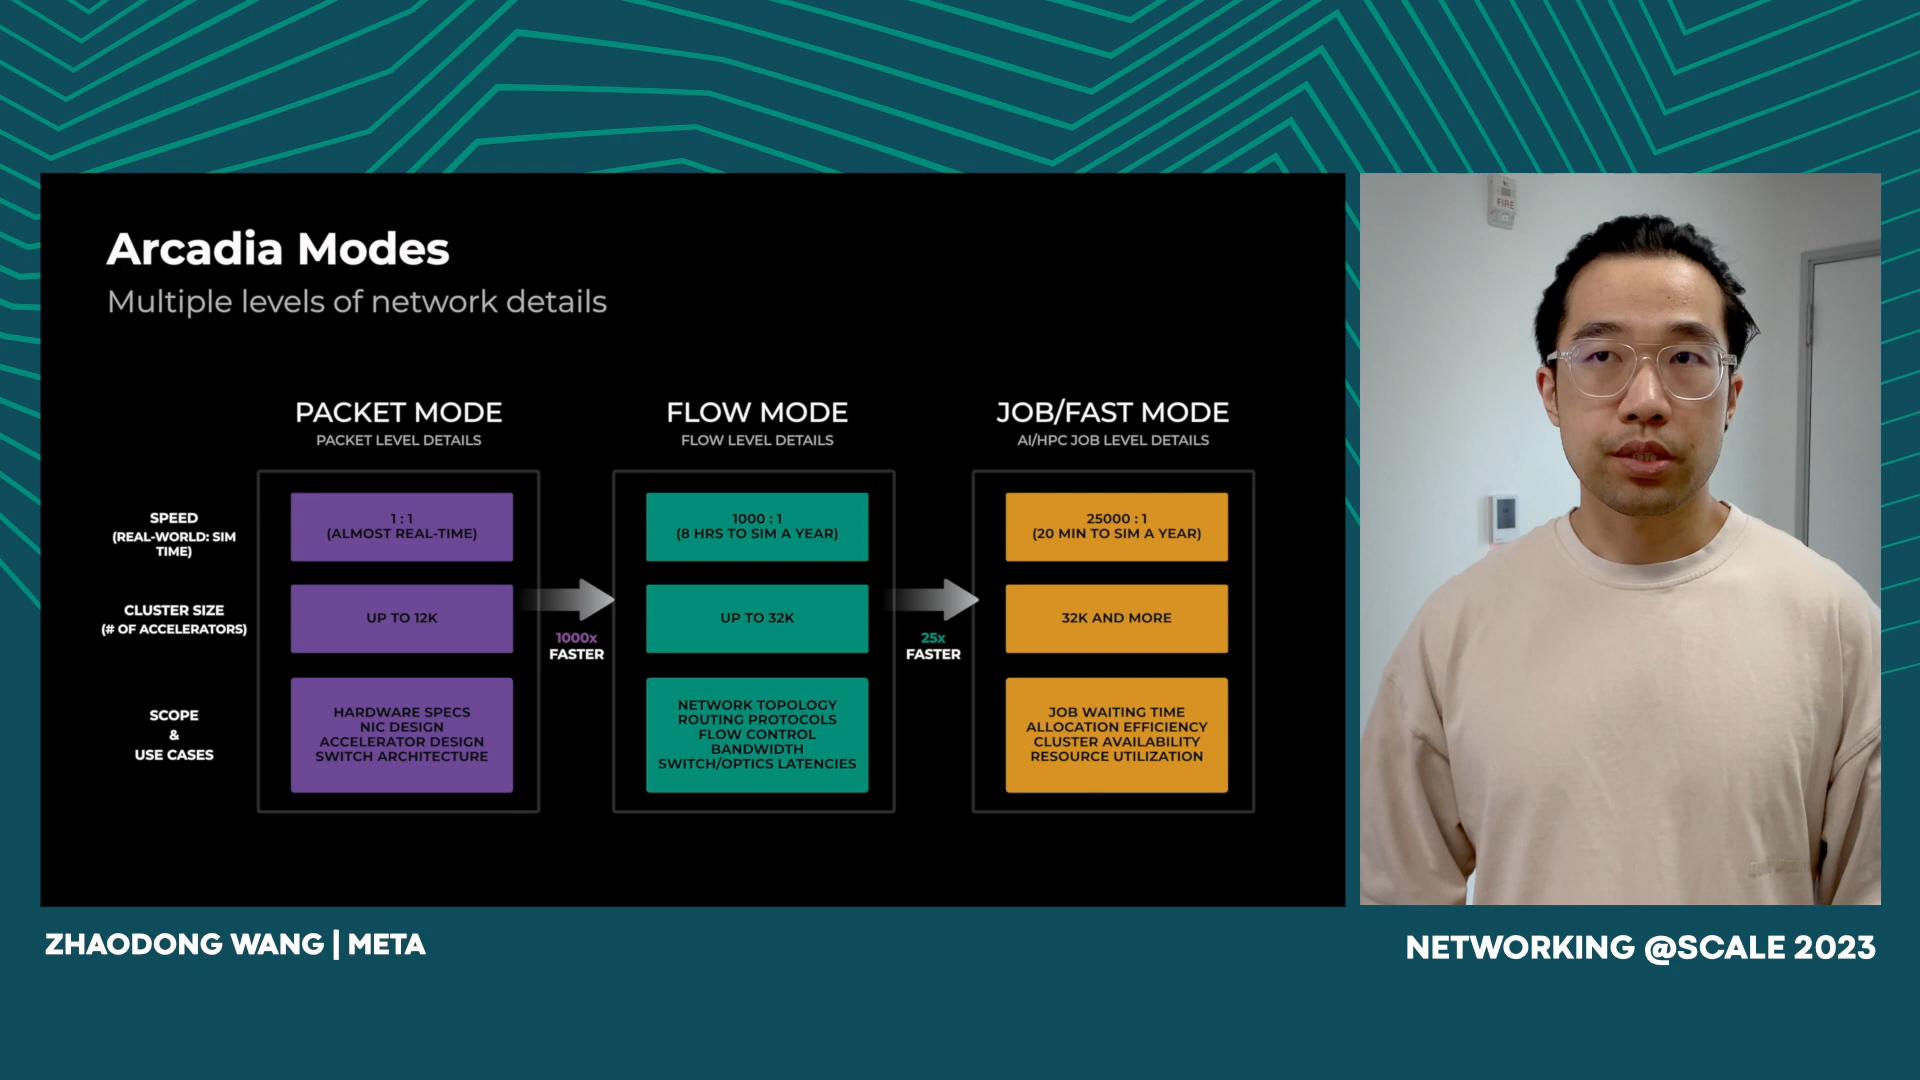 Arcadia Modes
Multiple levels of network details
PACKET MODE
PACKET LEVEL DETAILS
FLOW MODE
FLOW LEVEL DETAILS
JOB/FAST MODE
AI/HPC JOB LEVEL DETAILS
SPEED
(REAL-WORLD: SIM
TIME)
1 : 1
(ALMOST REAL-TIME)
1000 : 1
(8 HRS TO SIM A YEAR)
25000 : 1
(20 MIN TO SIM A YEAR)
CLUSTER SIZE
(# OF ACCELERATORS)
UP TO 12K
1000x
FASTER
UP TO 32K
25x
FASTER
32K AND MORE
SCOPE
&
USE CASES
HARDWARE SPECS
NIC DESIGN
ACCELERATOR DESIGN
SWITCH ARCHITECTURE
NETWORK TOPOLOGY
ROUTING PROTOCOLS
FLOW CONTROL
BANDWIDTH
SWITCH/OPTICS LATENCIES
JOB WAITING TIME
ALLOCATION EFFICIENCY
CLUSTER AVAILABILITY
RESOURCE UTILIZATION
FIRE
ZHAODONG WANG | META
NETWORKING @SCALE 2023